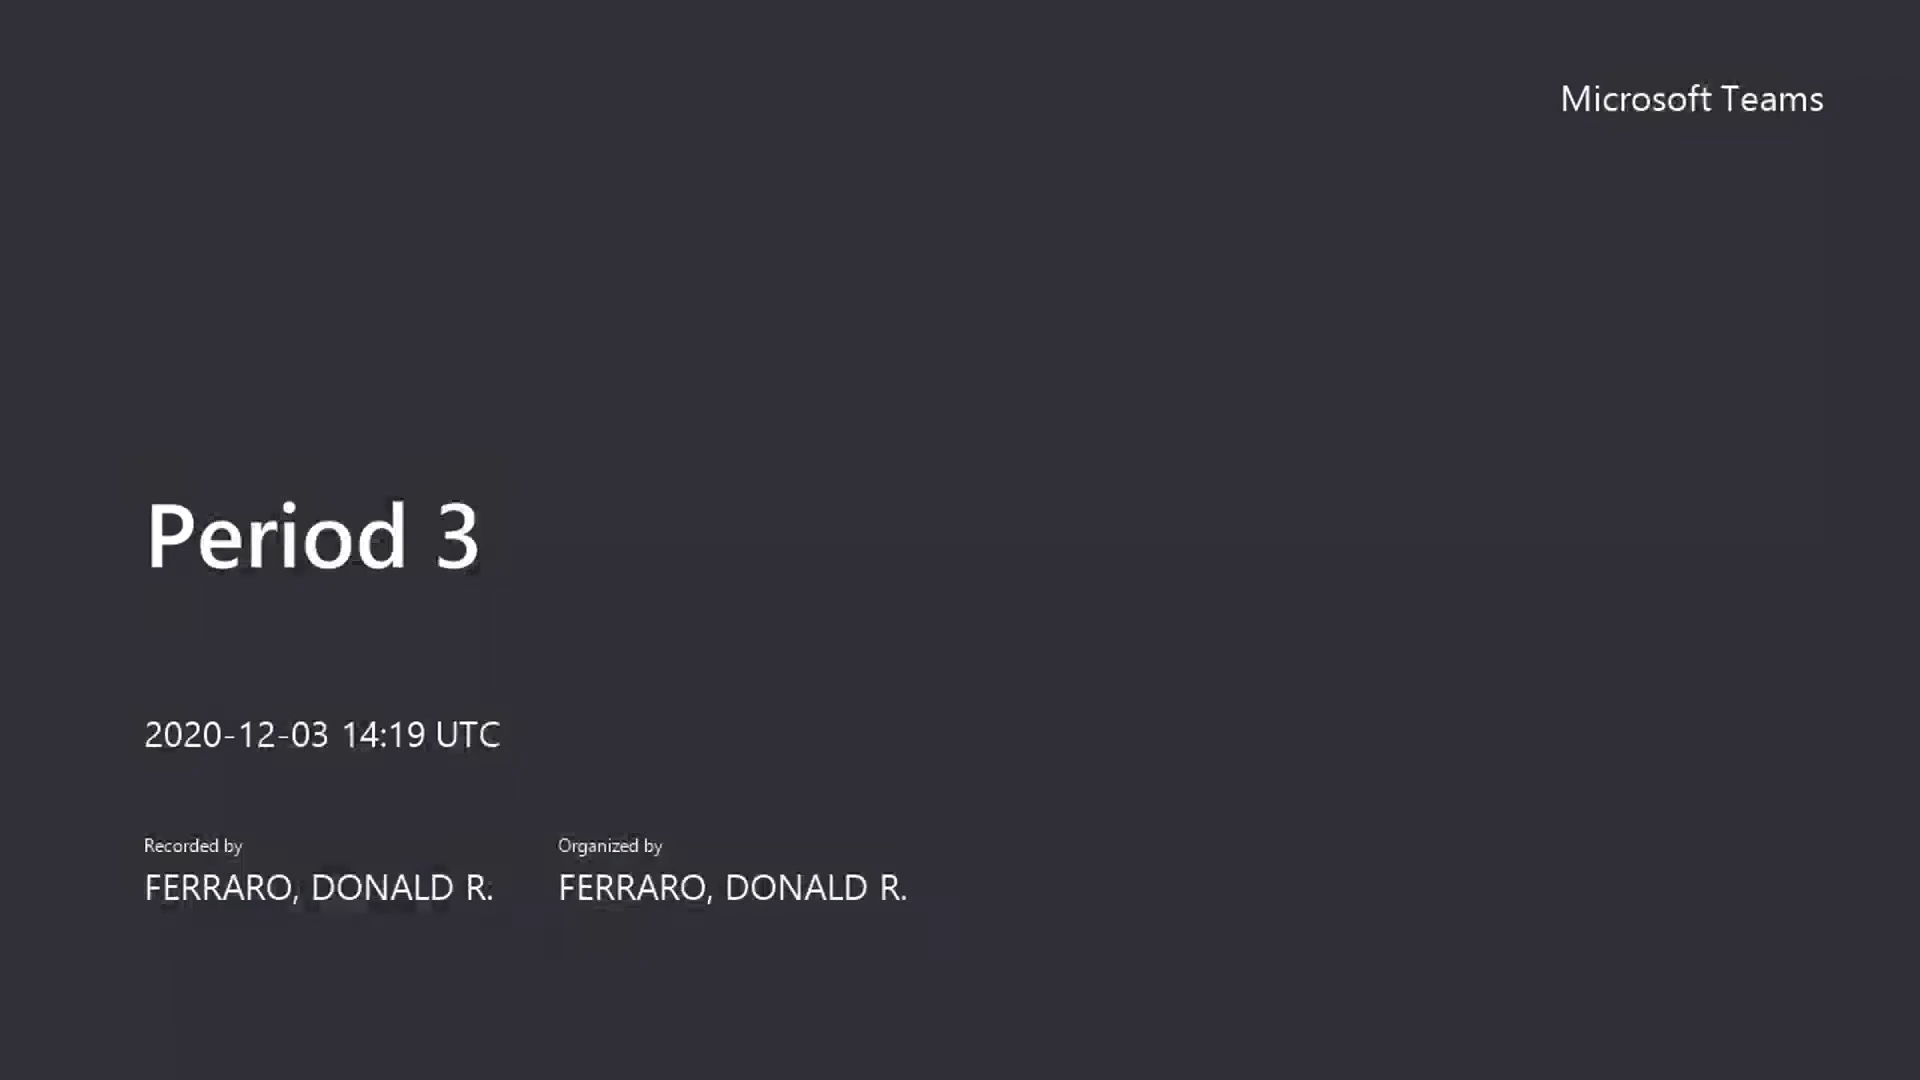 Microsoft Teams
Period 3
2020-12-03 14:19 UTC
Recorded by
FERRARO, DONALD R.
Organized by
FERRARO, DONALD R.